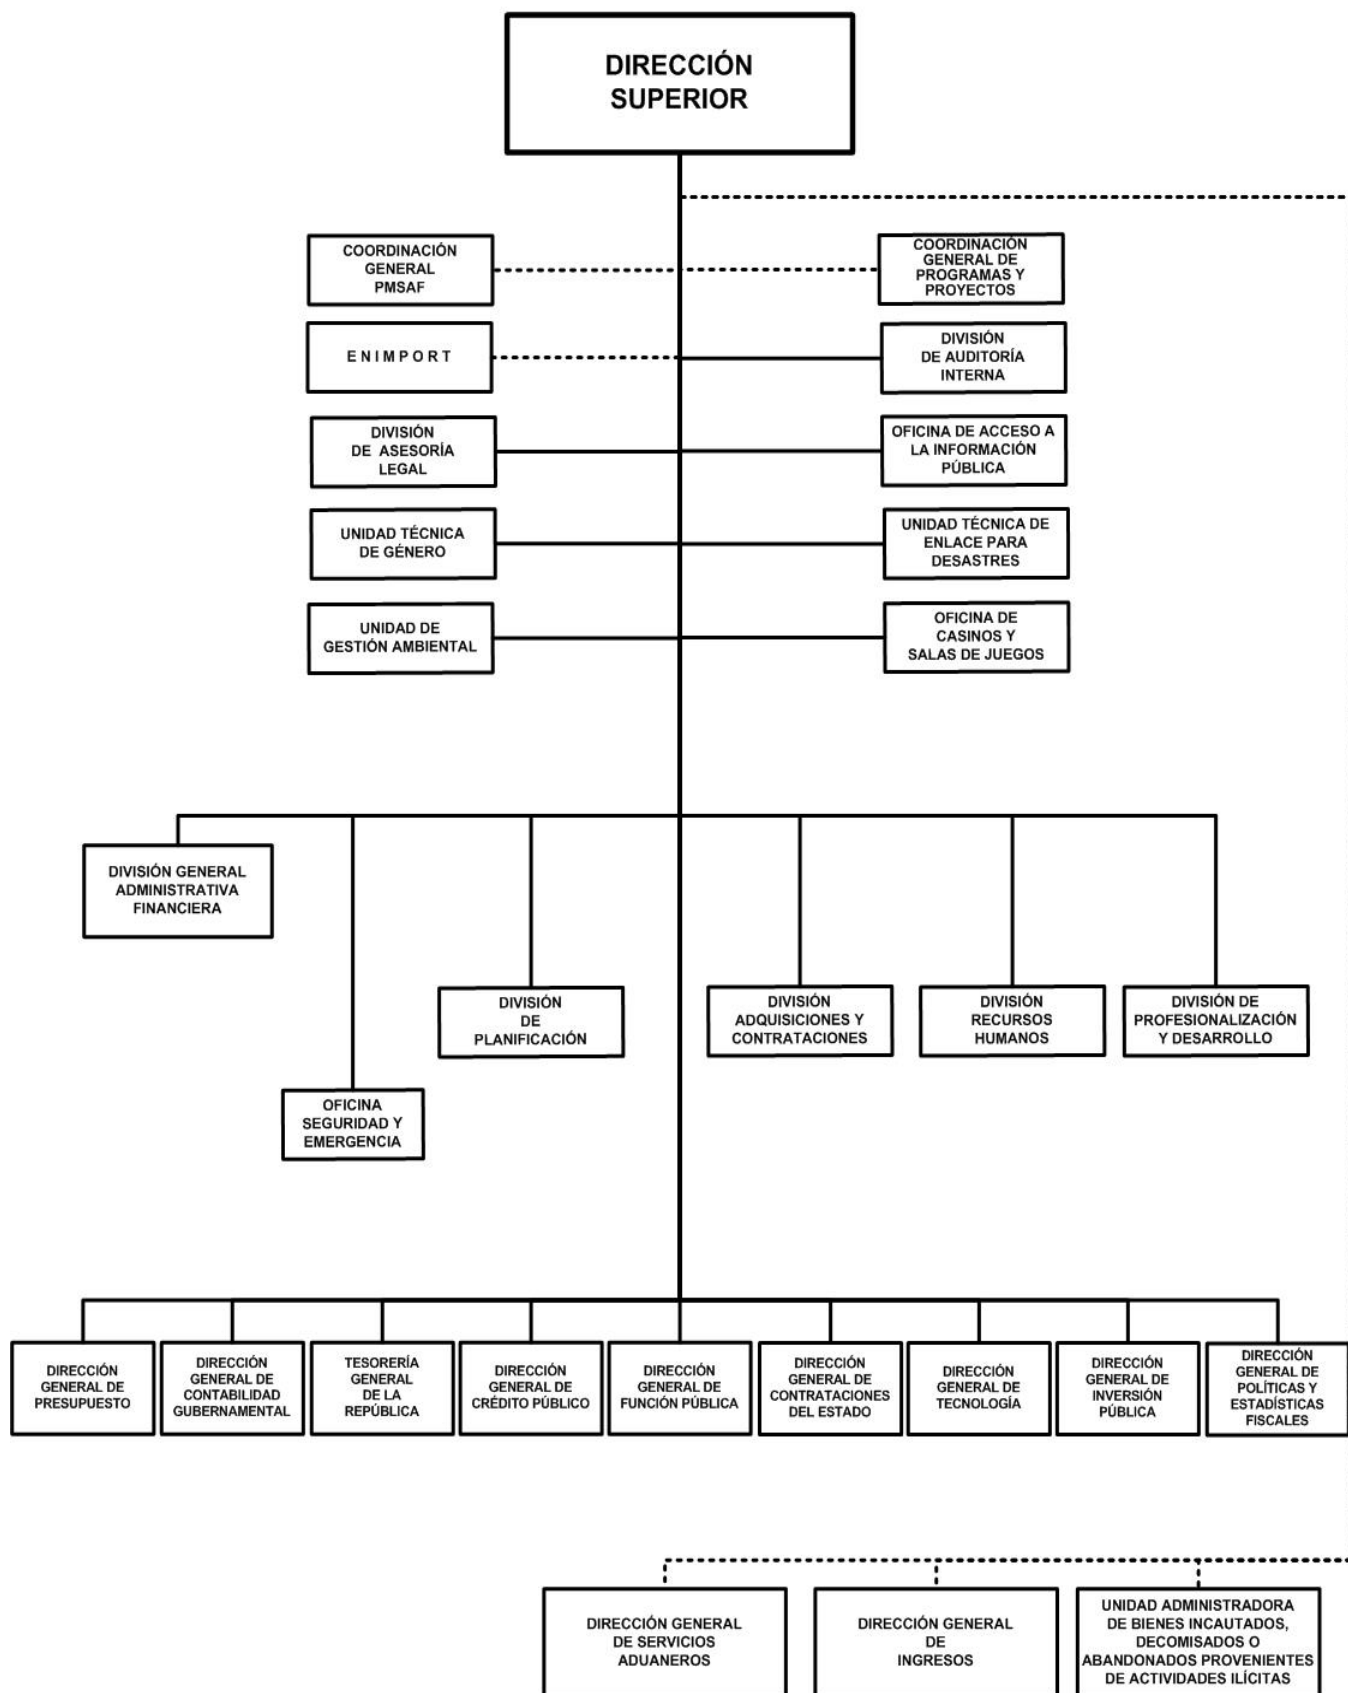 DIRECCIÓN
SUPERIOR
COORDINACIÓN
GENERAL
PMSAF
COORDINACIÓN
GENERAL DE
PROGRAMAS Y
PROYECTOS
E N I M P O R T
DIVISIÓN
DE AUDITORÍA
INTERNA
DIVISIÓN
DE ASESORÍA
LEGAL
OFICINA DE ACCESO A
LA INFORMACIÓN
PÚBLICA
UNIDAD TÉCNICA
DE GÉNERO
UNIDAD TÉCNICA DE
ENLACE PARA
DESASTRES
UNIDAD DE
GESTIÓN AMBIENTAL
OFICINA DE
CASINOS Y
SALAS DE JUEGOS
DIVISIÓN GENERAL
ADMINISTRATIVA
FINANCIERA
OFICINA
SEGURIDAD Y
EMERGENCIA
DIVISIÓN
DE
PLANIFICACIÓN
DIVISIÓN
ADQUISICIONES Y
CONTRATACIONES
DIVISIÓN
RECURSOS
HUMANOS
DIVISIÓN DE
PROFESIONALIZACIÓN
Y DESARROLLO
DIRECCIÓN
GENERAL DE
PRESUPUESTO
DIRECCIÓN
GENERAL DE
CONTABILIDAD
GUBERNAMENTAL
TESORERÍA
GENERAL
DE LA
REPÚBLICA
DIRECCIÓN
GENERAL DE
CRÉDITO PÚBLICO
DIRECCIÓN
GENERAL DE
FUNCIÓN PÚBLICA
DIRECCIÓN
GENERAL DE
CONTRATACIONES
DEL ESTADO
DIRECCIÓN
GENERAL DE
TECNOLOGÍA
DIRECCIÓN
GENERAL DE
INVERSIÓN
PÚBLICA
DIRECCIÓN
GENERAL DE
POLÍTICAS Y
ESTADÍSTICAS
FISCALES
DIRECCIÓN GENERAL
DE SERVICIOS
ADUANEROS
DIRECCIÓN GENERAL
DE
INGRESOS
UNIDAD ADMINISTRADORA
DE BIENES INCAUTADOS,
DECOMISADOS O
ABANDONADOS PROVENIENTES
DE ACTIVIDADES ILÍCITAS